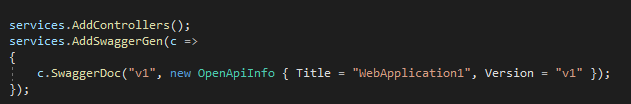 services.AddControllers();
services.AddSwaggerGen(c =>
{
    c.SwaggerDoc("v1", new OpenApiInfo { Title = "WebApplication1", Version = "v1" });
});